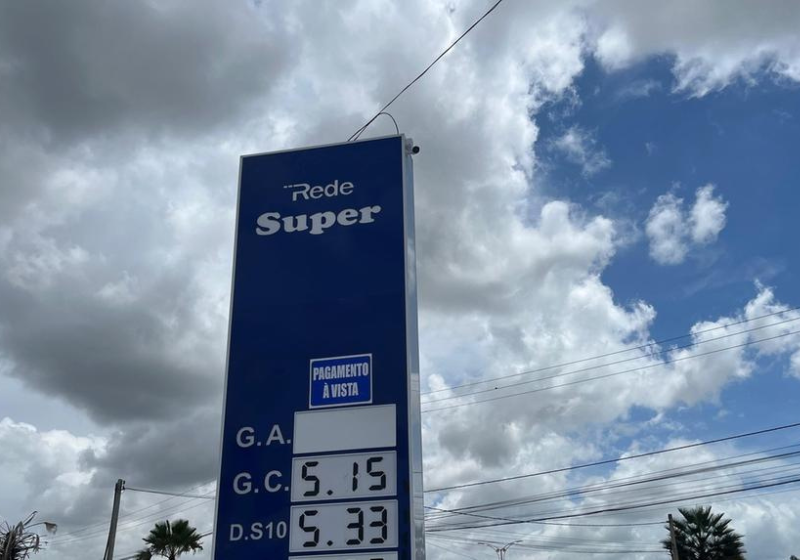 Rede
Super
PAGAMENTO
À VISTA
G.A.
G.C. 5.15
D.S10 5.33